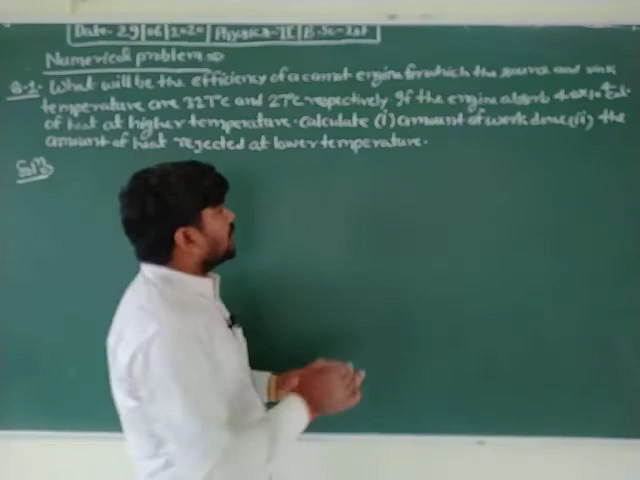 Date- 29|06|2020| Physics-II| B.Sc-Ist
Numerical problem ⇒
Q-1. What will be the efficiency of a carnot engine for which the source and sink
temperature are 327°c and 27°c respectively If the engine absorb
of heat at higher temperature. calculate (i) amount of work done (ii) the
amount of heat rejected at lower temperature.
Solⁿ